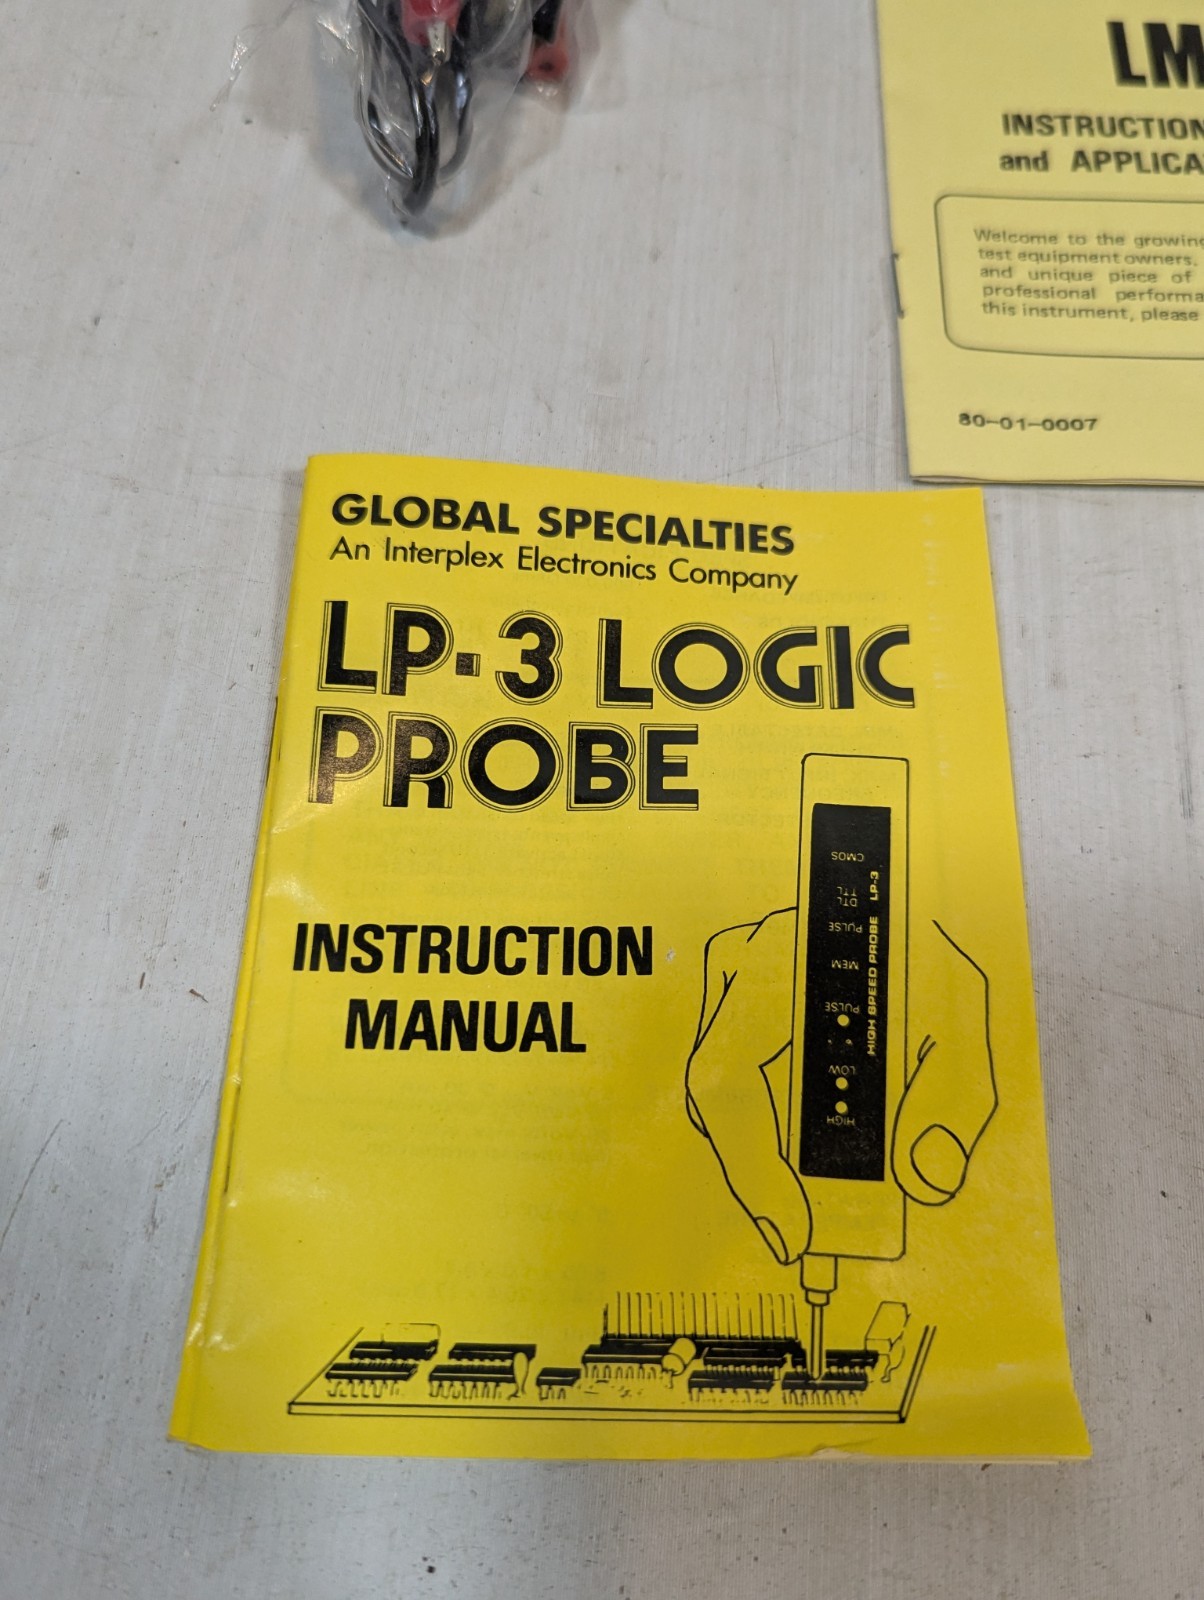 LM
INSTRUCTION
and APPLICA
Welcome to the growing
test equipment owners.
and unique piece of
professional performa
this instrument, please
80-01-0007
GLOBAL SPECIALTIES
An Interplex Electronics Company
LP-3 LOGIC
PROBE
INSTRUCTION
MANUAL
CMOS
DTL
TTL
PULSE
MEM
PULSE
LOW
HIGH
HIGH SPEED PROBE LP-3